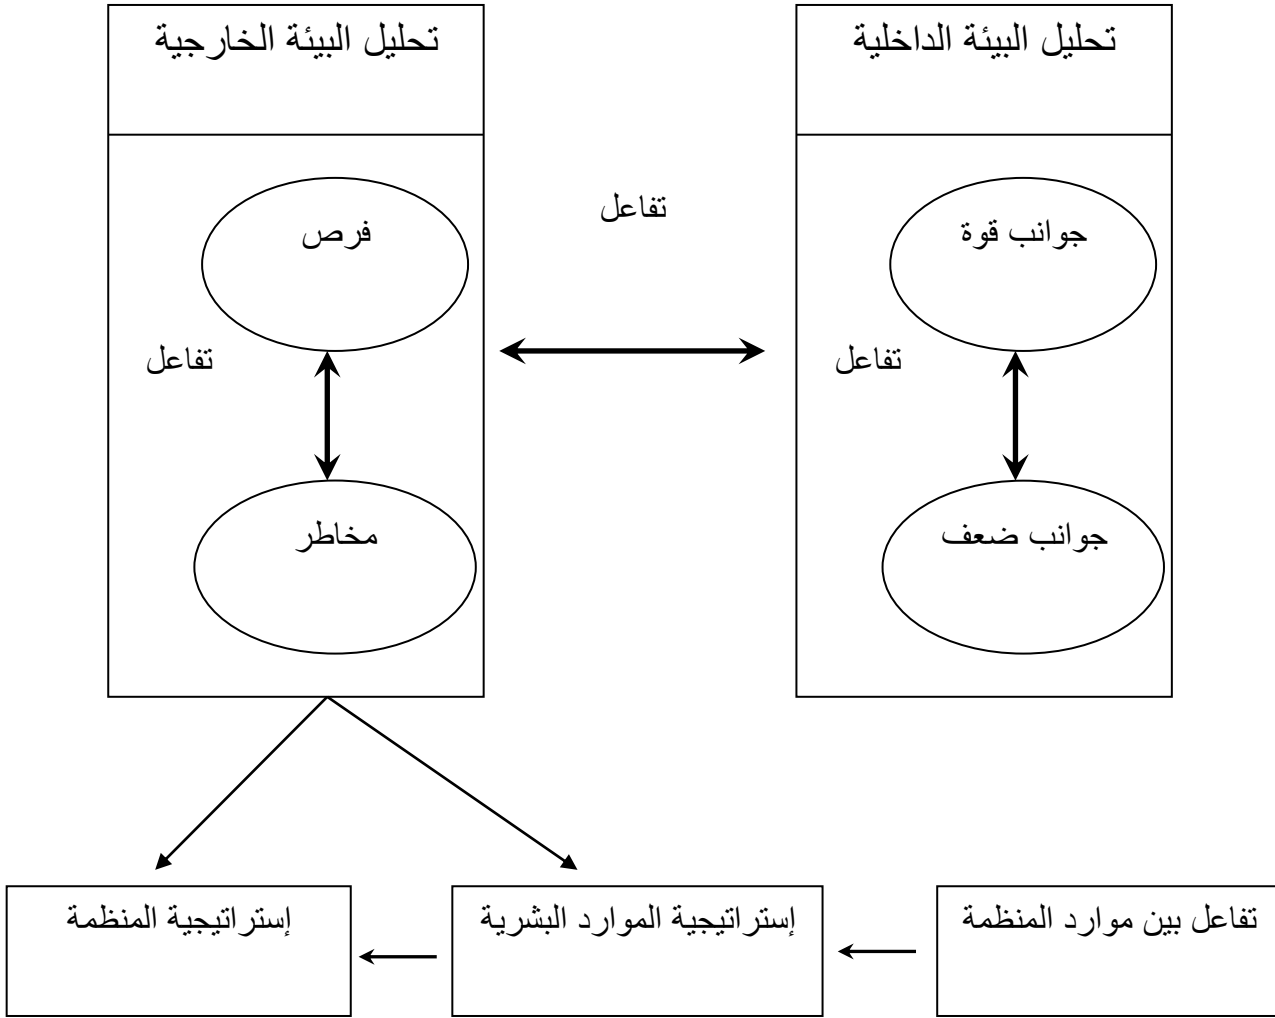 تحليل البيئة الداخلية
تحليل البيئة الخارجية
تفاعل
جوانب قوة
فرص
تفاعل
تفاعل
جوانب ضعف
مخاطر
تفاعل بين موارد المنظمة
إستراتيجية الموارد البشرية
إستراتيجية المنظمة